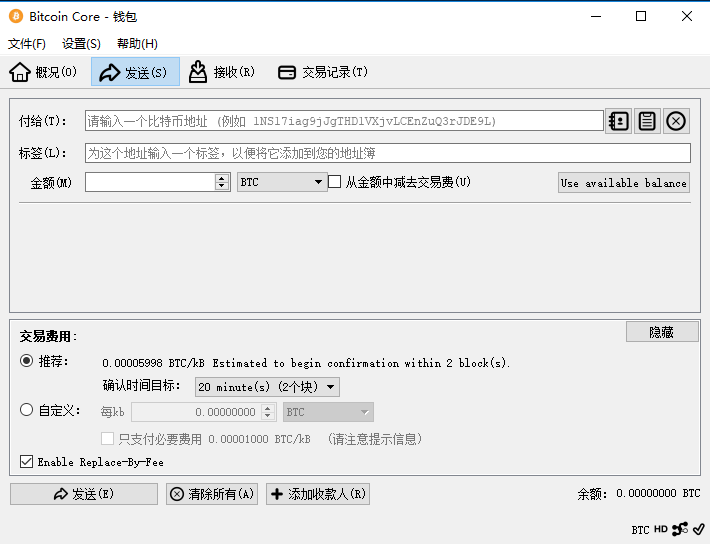 Bitcoin Core - 钱包
文件(F) 设置(S) 帮助(H)
概况(O) 发送(S) 接收(R) 交易记录(T)
付给(T): 请输入一个比特币地址 (例如 1NS17iag9jJgTHD1VXjvLCEnZuQ3rJDE9L)
标签(L): 为这个地址输入一个标签，以便将它添加到您的地址簿
金额(M) BTC 从金额中减去交易费(U) Use available balance
交易费用: 隐藏
推荐: 0.00005998 BTC/kB Estimated to begin confirmation within 2 block(s).
确认时间目标: 20 minute(s) (2个块)
自定义: 每kb 0.00000000 BTC
只支付必要费用 0.00001000 BTC/kB (请注意提示信息)
Enable Replace-By-Fee
发送(E) 清除所有(A) 添加收款人(R) 余额: 0.00000000 BTC
BTC HD